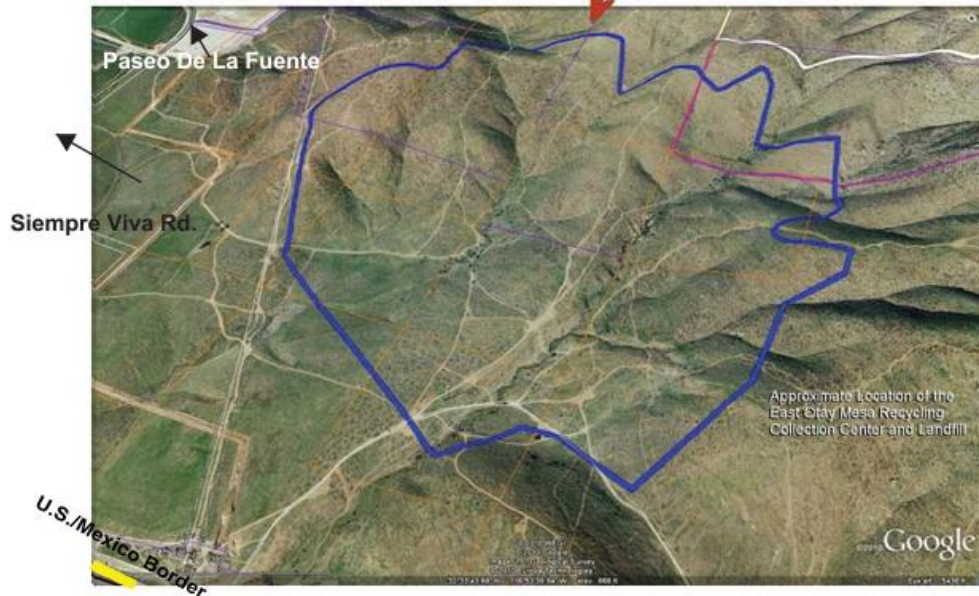 Paseo De La Fuente
Siempre Viva Rd.
Approximate Location of the
East Otay Mesa Recycling
Collection Center and Landfill
U.S./Mexico Border
©2010 Google